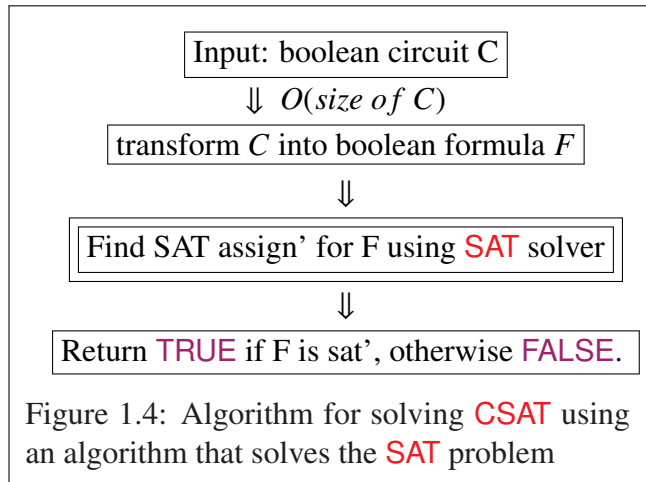 Input: boolean circuit C
⇓ O(size of C)
transform C into boolean formula F
⇓
Find SAT assign’ for F using SAT solver
⇓
Return TRUE if F is sat’, otherwise FALSE.
Figure 1.4: Algorithm for solving CSAT using
an algorithm that solves the SAT problem